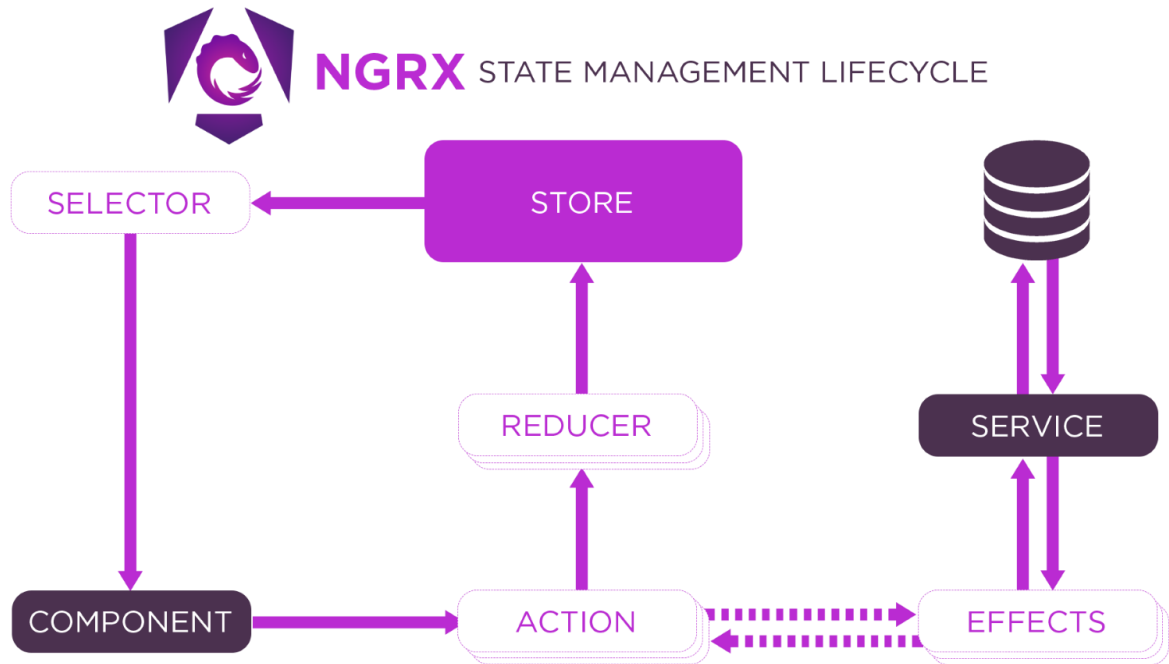 NGRX STATE MANAGEMENT LIFECYCLE
SELECTOR
STORE
REDUCER
SERVICE
COMPONENT
ACTION
EFFECTS